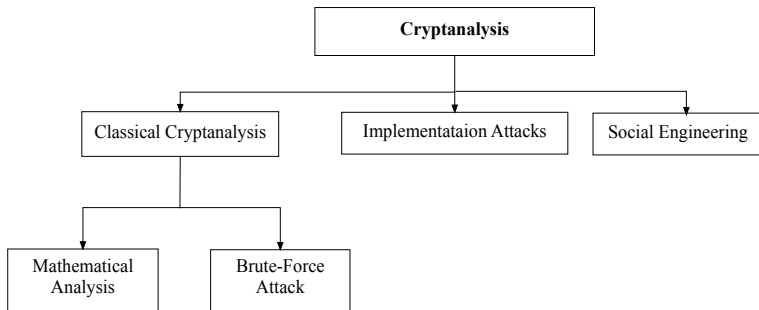 Cryptanalysis
Classical Cryptanalysis
Implementataion Attacks
Social Engineering
Mathematical
Analysis
Brute-Force
Attack